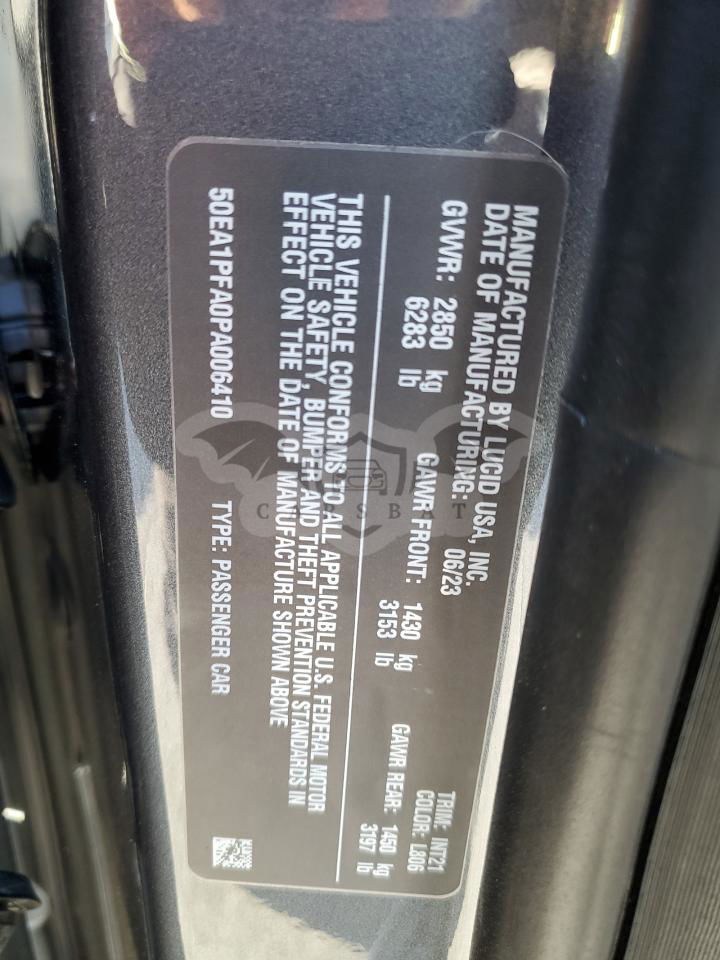 MANUFACTURED BY LUCID USA, INC.
DATE OF MANUFACTURING: 06/23
TRIM: INT21
COLOR: L806
GVWR: 2850 kg GAWR FRONT: 1430 kg GAWR REAR: 1450 kg
6283 lb 3153 lb 3197 lb
THIS VEHICLE CONFORMS TO ALL APPLICABLE U.S. FEDERAL MOTOR
VEHICLE SAFETY, BUMPER AND THEFT PREVENTION STANDARDS IN
EFFECT ON THE DATE OF MANUFACTURE SHOWN ABOVE
50EA1PFA0PA006410 TYPE: PASSENGER CAR
CARSBAT